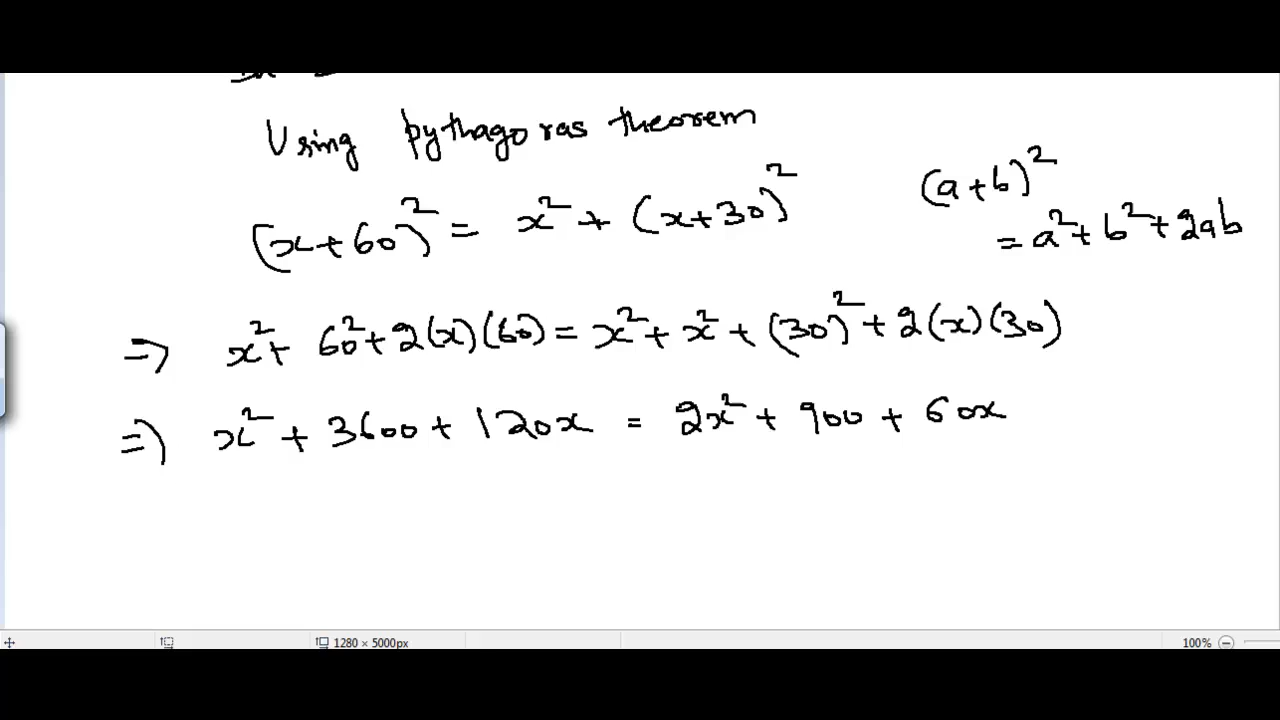 Using pythagoras theorem
(x+60)² = x² + (x+30)²
(a+b)²
= a² + b² + 2ab
⇒ x² + 60² + 2(x)(60) = x² + x² + (30)² + 2(x)(30)
⇒ x² + 3600 + 120x = 2x² + 900 + 60x
1280 × 5000px
100%